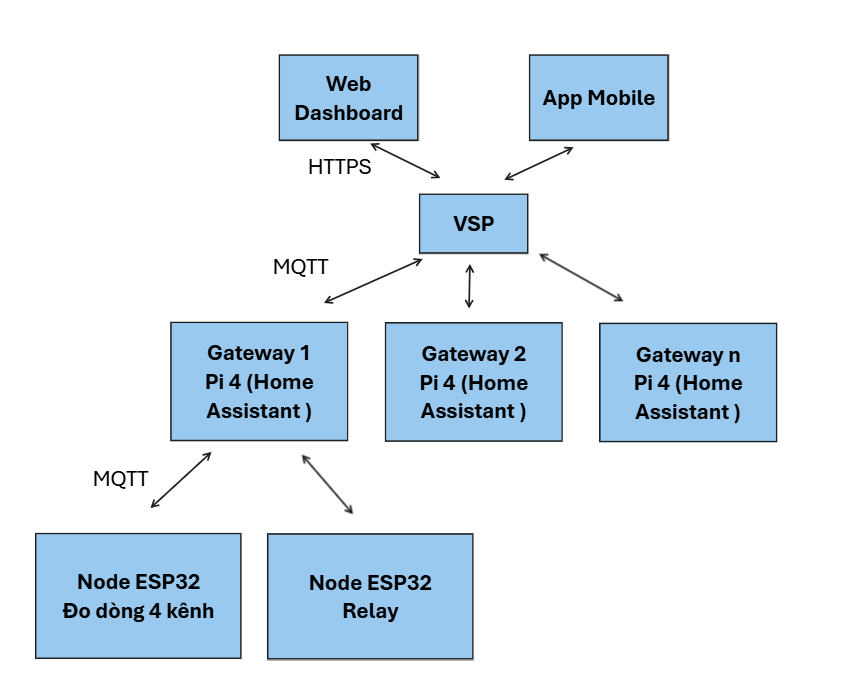 Web
Dashboard
App Mobile
HTTPS
VSP
MQTT
Gateway 1
Pi 4 (Home
Assistant )
Gateway 2
Pi 4 (Home
Assistant )
Gateway n
Pi 4 (Home
Assistant )
MQTT
Node ESP32
Đo dòng 4 kênh
Node ESP32
Relay